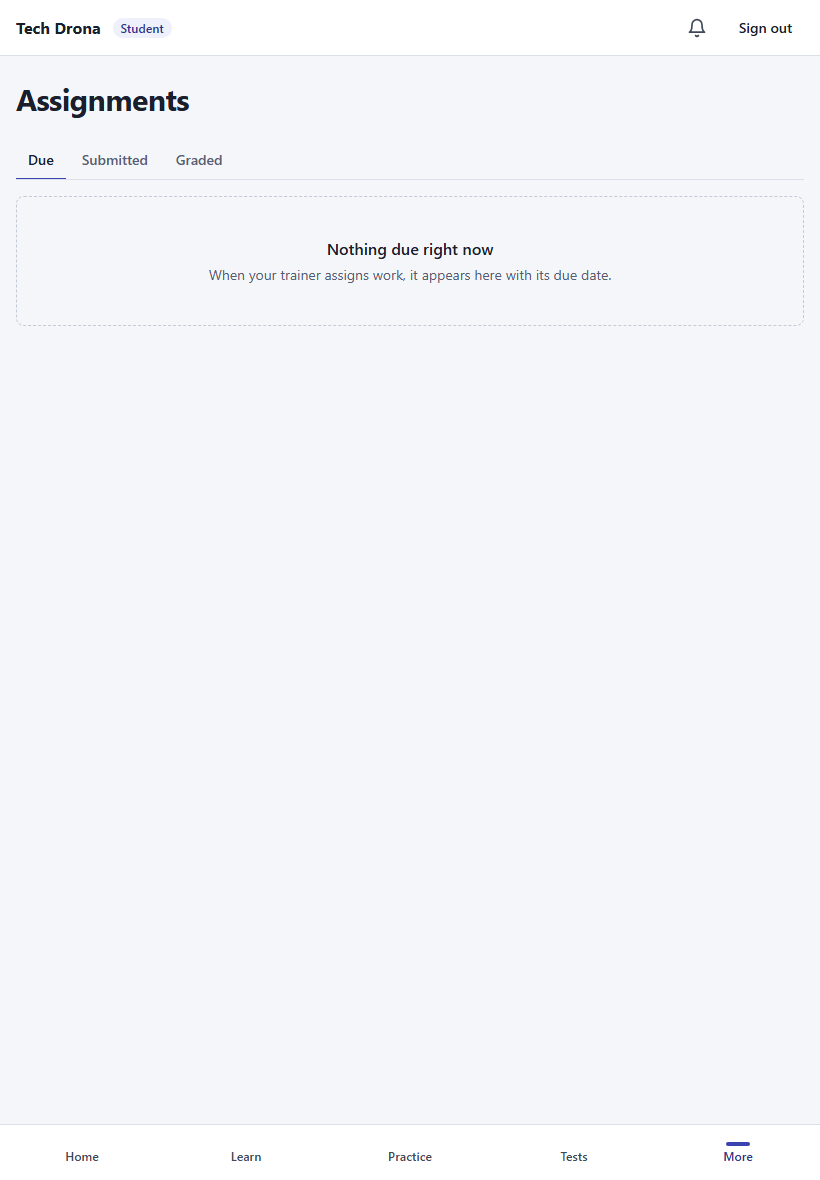 Tech Drona Student Sign out
Assignments
Due Submitted Graded
Nothing due right now
When your trainer assigns work, it appears here with its due date.
Home Learn Practice Tests More